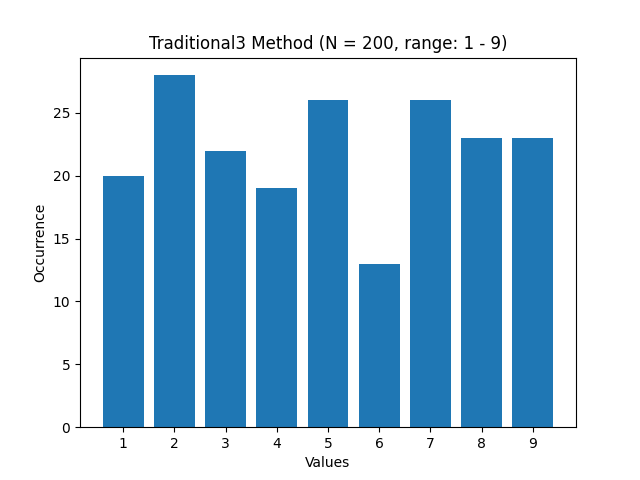 Traditional3 Method (N = 200, range: 1 - 9)
25
20
15
10
5
0
Occurrence
1 2 3 4 5 6 7 8 9
Values